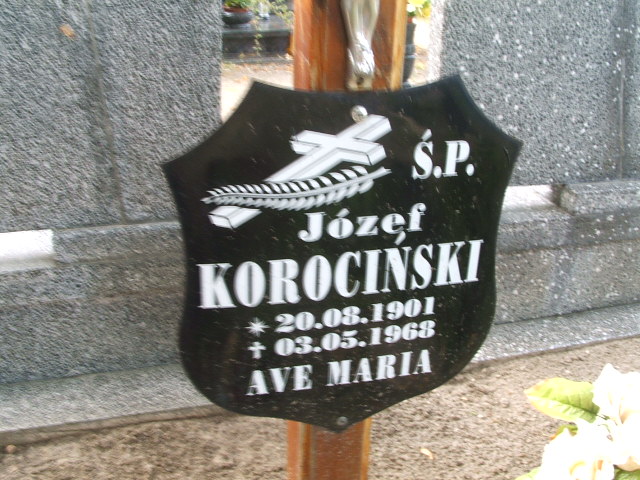 Ś.P.
Józef
KOROCIŃSKI
* 20.08.1901
† 03.05.1968
AVE MARIA